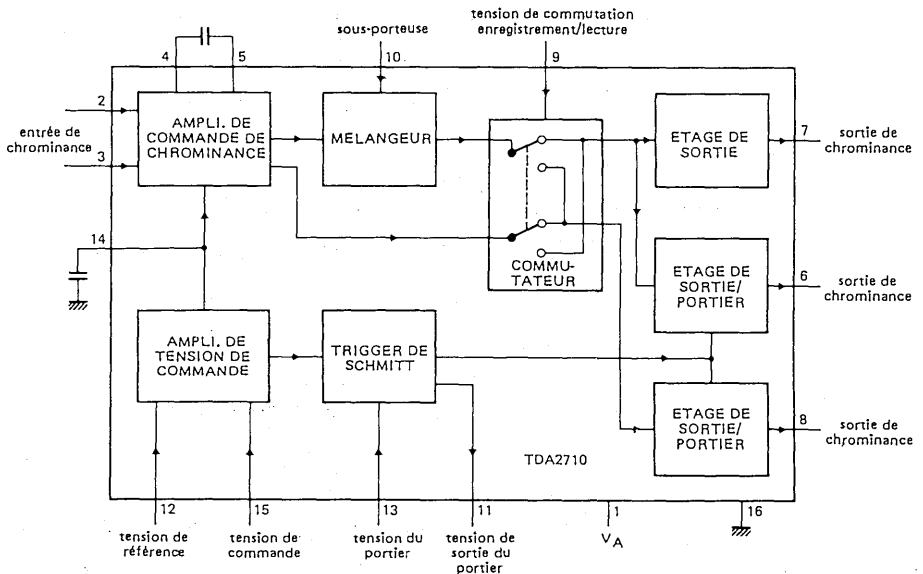 tension de commutation
enregistrement/lecture
sous-porteuse
4
5
10
9
2
entrée de
chrominance
3
AMPLI. DE
COMMANDE DE
CHROMINANCE
MELANGEUR
ETAGE DE
SORTIE
7
sortie de
chrominance
14
COMMU-
TATEUR
ETAGE DE
SORTIE/
PORTIER
6
sortie de
chrominance
AMPLI. DE
TENSION DE
COMMANDE
TRIGGER DE
SCHMITT
ETAGE DE
SORTIE/
PORTIER
8
sortie de
chrominance
TDA2710
12
15
13
11
1
16
tension de
référence
tension de
commande
tension du
portier
tension de
sortie du
portier
VA